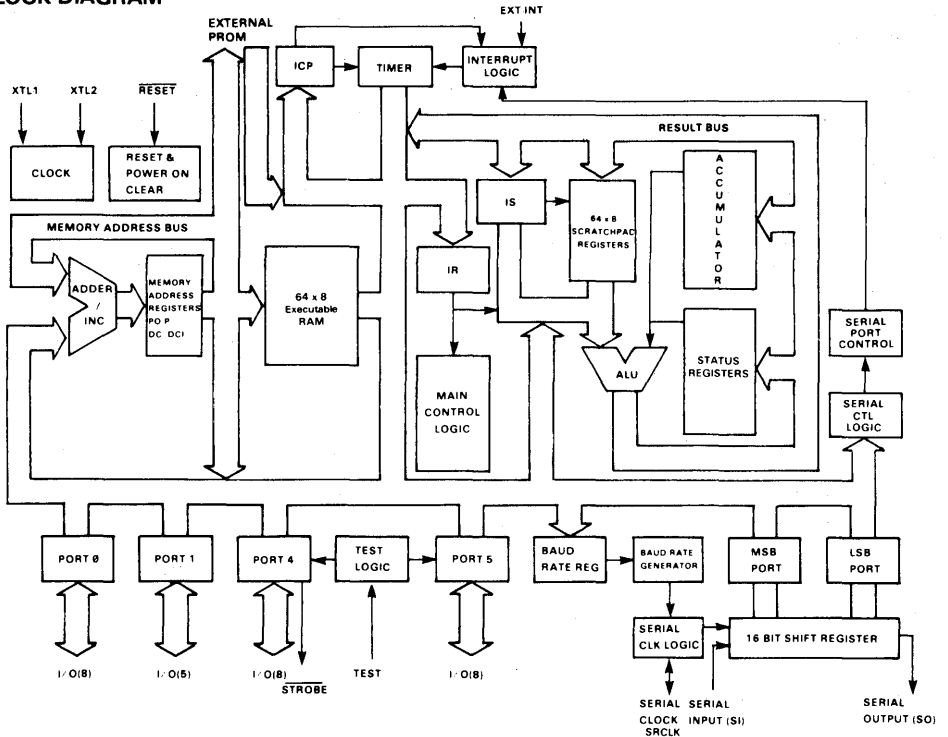 LOCK DIAGRAM
EXTERNAL
PROM
EXT INT
ICP
TIMER
INTERRUPT
LOGIC
XTL1
XTL2
RESET
CLOCK
RESET &
POWER ON
CLEAR
RESULT BUS
MEMORY ADDRESS BUS
ADDER
/
INC
MEMORY
ADDRESS
REGISTERS
PO P
DC DCI
64 x 8
Executable
RAM
IR
MAIN
CONTROL
LOGIC
IS
64 x 8
SCRATCHPAD
REGISTERS
ACCUMULATOR
ALU
STATUS
REGISTERS
SERIAL
PORT
CONTROL
SERIAL
CTL
LOGIC
PORT 0
PORT 1
PORT 4
TEST
LOGIC
PORT 5
BAUD
RATE REG
BAUD RATE
GENERATOR
MSB
PORT
LSB
PORT
SERIAL
CLK LOGIC
16 BIT SHIFT REGISTER
I/O(8)
I/O(5)
I/O(8)
STROBE
TEST
I/O(8)
SERIAL
CLOCK
SRCLK
SERIAL
INPUT (SI)
SERIAL
OUTPUT (SO)